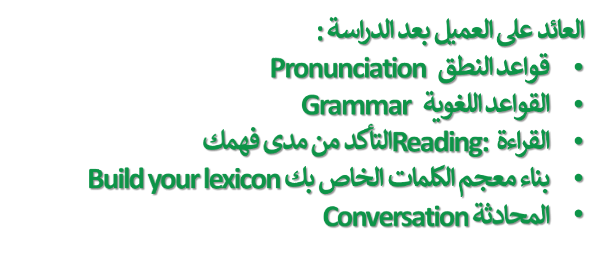 العائد على العميل بعد الدراسة :
• قواعد النطق Pronunciation
• القواعد اللغوية Grammar
• القراءة :Readingالتأكد من مدى فهمك
• بناء معجم الكلمات الخاص بك Build your lexicon
• المحادثة Conversation